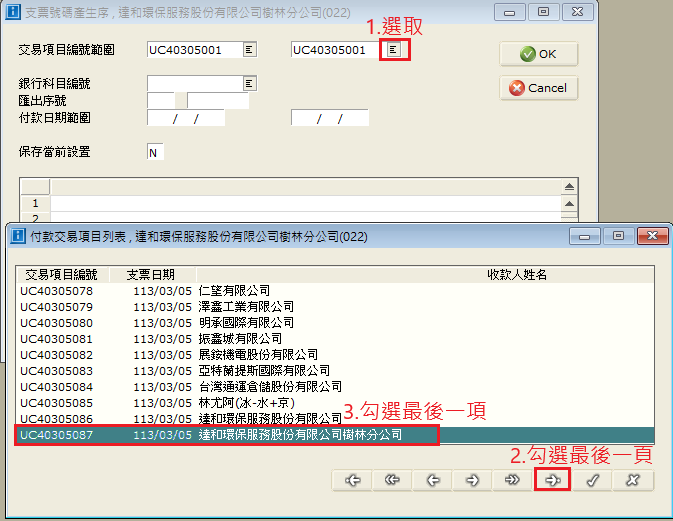 支票號碼產生序 , 達和環保服務股份有限公司樹林分公司(022)
1.選取
交易項目編號範圍 UC40305001 UC40305001
OK
銀行科目編號
Cancel
匯出序號
付款日期範圍 / / / /
保存當前設置 N
1
2
付款交易項目列表 , 達和環保服務股份有限公司樹林分公司(022)
交易項目編號 支票日期 收款人姓名
UC40305078 113/03/05 仁望有限公司
UC40305079 113/03/05 澤鑫工業有限公司
UC40305080 113/03/05 明承國際有限公司
UC40305081 113/03/05 振鑫城有限公司
UC40305082 113/03/05 展銨機電股份有限公司
UC40305083 113/03/05 亞特蘭提斯國際有限公司
UC40305084 113/03/05 台灣通運倉儲股份有限公司
UC40305085 113/03/05 林尤阿(冰-水+京)
UC40305086 113/03/05 達和環保服務股份有限公司
3.勾選最後一項
UC40305087 113/03/05 達和環保服務股份有限公司樹林分公司
2.勾選最後一頁